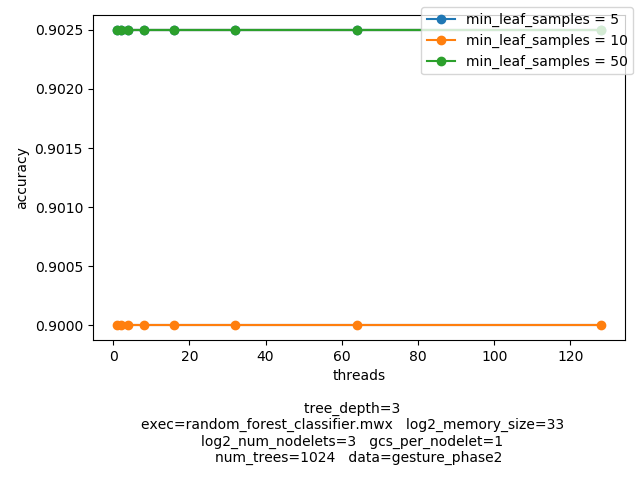 0.9025
0.9020
0.9015
0.9010
0.9005
0.9000
accuracy
min_leaf_samples = 5
min_leaf_samples = 10
min_leaf_samples = 50
0 20 40 60 80 100 120
threads
tree_depth=3
exec=random_forest_classifier.mwx log2_memory_size=33
log2_num_nodelets=3 gcs_per_nodelet=1
num_trees=1024 data=gesture_phase2